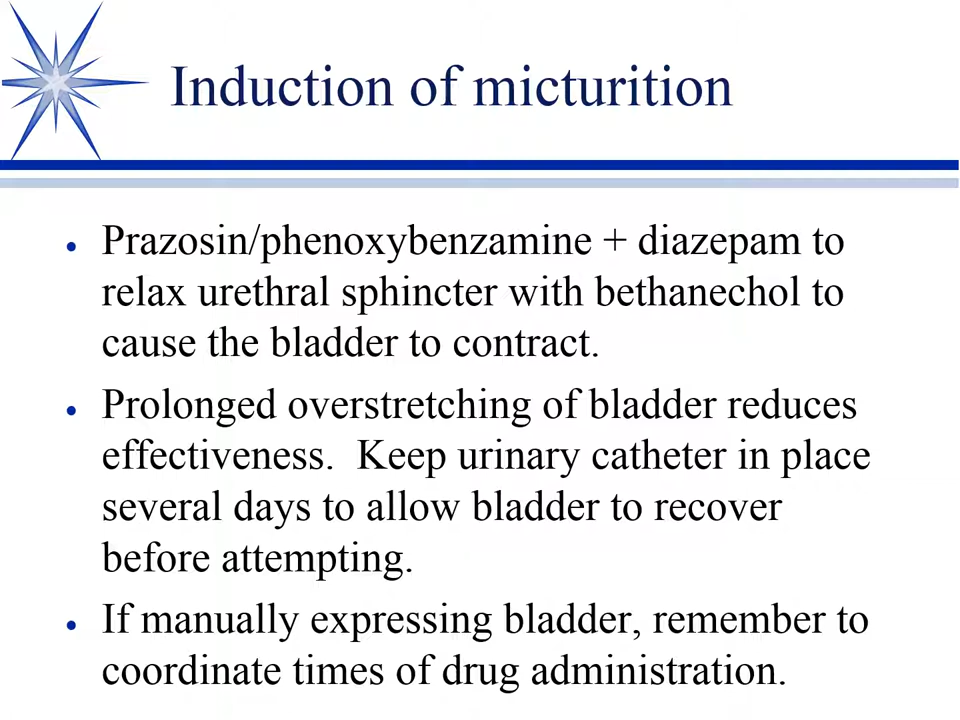 Induction of micturition
• Prazosin/phenoxybenzamine + diazepam to
relax urethral sphincter with bethanechol to
cause the bladder to contract.
• Prolonged overstretching of bladder reduces
effectiveness.  Keep urinary catheter in place
several days to allow bladder to recover
before attempting.
• If manually expressing bladder, remember to
coordinate times of drug administration.